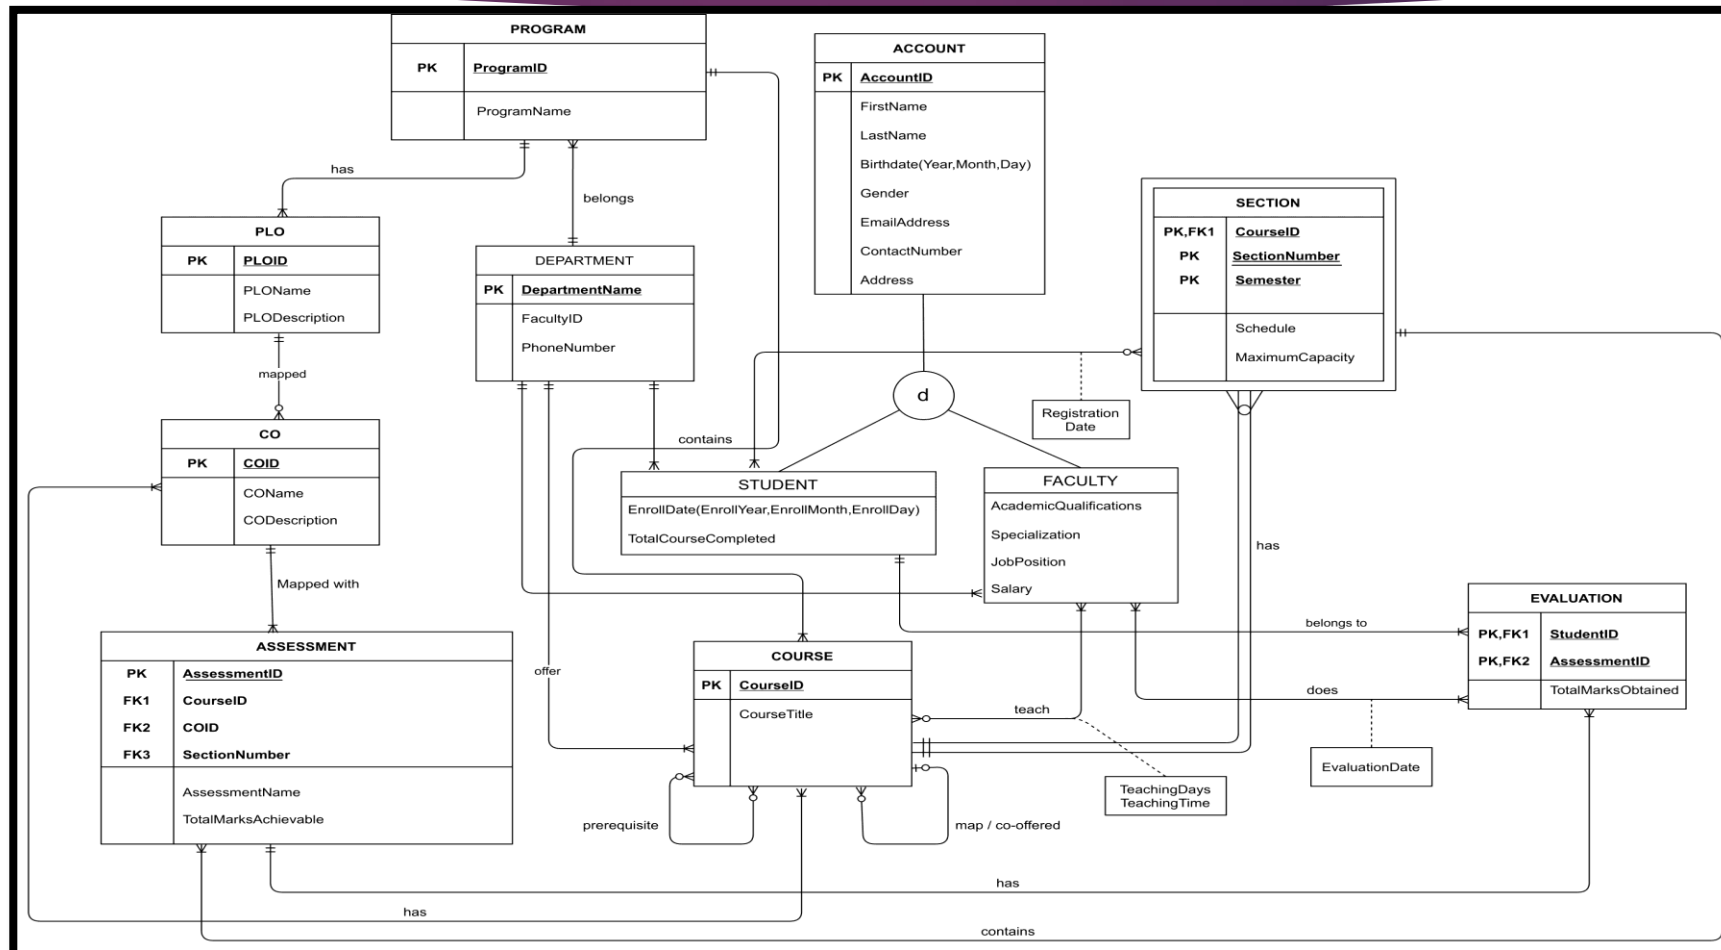 PROGRAM
PK ProgramID
ProgramName
ACCOUNT
PK AccountID
FirstName
LastName
Birthdate(Year,Month,Day)
Gender
EmailAddress
ContactNumber
Address
has
belongs
PLO
PK PLOID
PLOName
PLODescription
DEPARTMENT
PK DepartmentName
FacultyID
PhoneNumber
SECTION
PK,FK1 CourseID
PK SectionNumber
PK Semester
Schedule
MaximumCapacity
mapped
d
Registration
Date
contains
CO
PK COID
COName
CODescription
STUDENT
EnrollDate(EnrollYear,EnrollMonth,EnrollDay)
TotalCourseCompleted
FACULTY
AcademicQualifications
Specialization
JobPosition
Salary
has
Mapped with
EVALUATION
PK,FK1 StudentID
PK,FK2 AssessmentID
TotalMarksObtained
belongs to
ASSESSMENT
PK AssessmentID
FK1 CourseID
FK2 COID
FK3 SectionNumber
AssessmentName
TotalMarksAchievable
offer
COURSE
PK CourseID
CourseTitle
teach
does
TeachingDays
TeachingTime
EvaluationDate
prerequisite
map / co-offered
has
has
contains